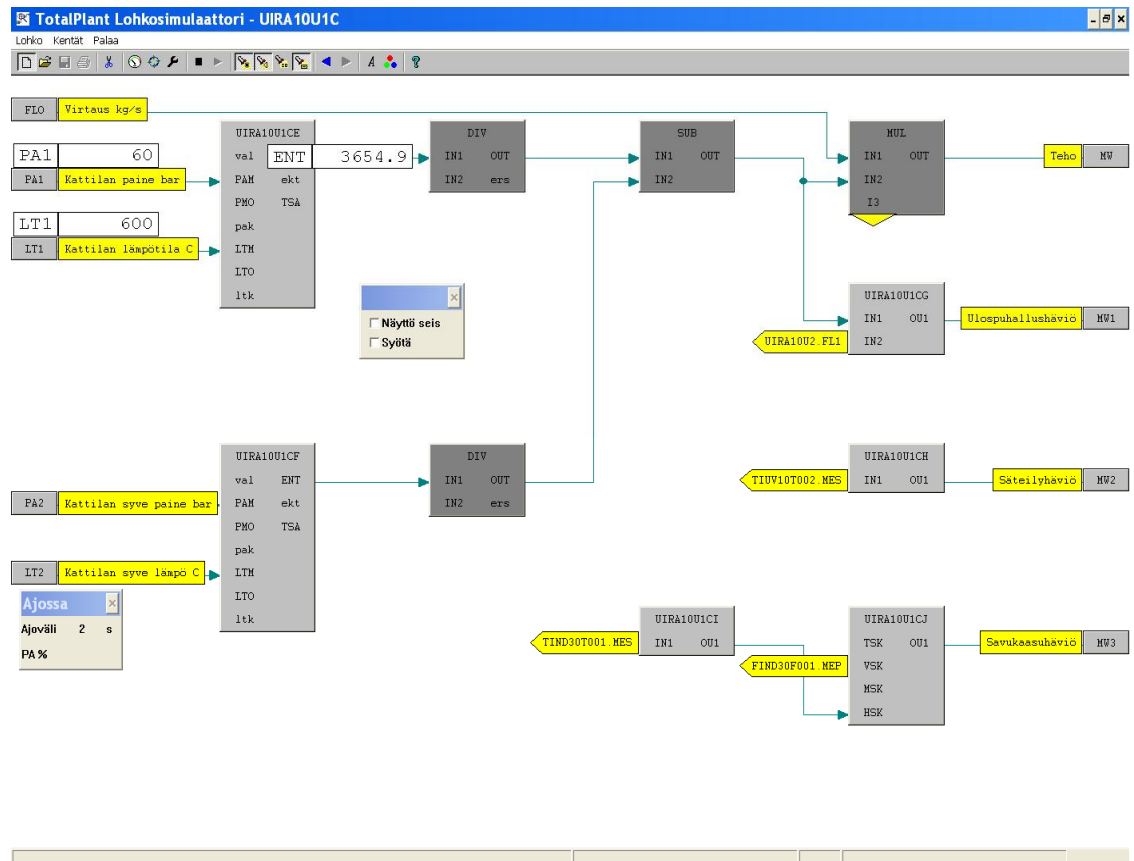 TotalPlant Lohkosimulaattori - UIRA10U1C
Lohko Kentät Palaa
FLO Virtaus kg/s
UIRA10U1CE DIV SUB MUL
PA1 60 val ENT 3654.9 IN1 OUT IN1 OUT IN1 OUT Teho MW
PA1 Kattilan paine bar PAM ekt IN2 ers IN2 IN2
PMO TSA I3
LT1 600 pak
LT1 Kattilan lämpötila C LTM
LTO
ltk UIRA10U1CG
Näyttö seis IN1 OU1 Ulospuhallushäviö MW1
Syötä UIRA10U2.FL1 IN2
UIRA10U1CF DIV UIRA10U1CH
val ENT IN1 OUT TIUV10T002.MES IN1 OU1 Säteilyhäviö MW2
PA2 Kattilan syve paine bar PAM ekt IN2 ers
PMO TSA
pak
LT2 Kattilan syve lämpö C LTM
Ajossa LTO
ltk UIRA10U1CI UIRA10U1CJ
Ajoväli 2 s
TIND30T001.MES IN1 OU1 TSK OU1 Savukaasuhäviö MW3
PA%
FIND30F001.MEP VSK
MSK
HSK